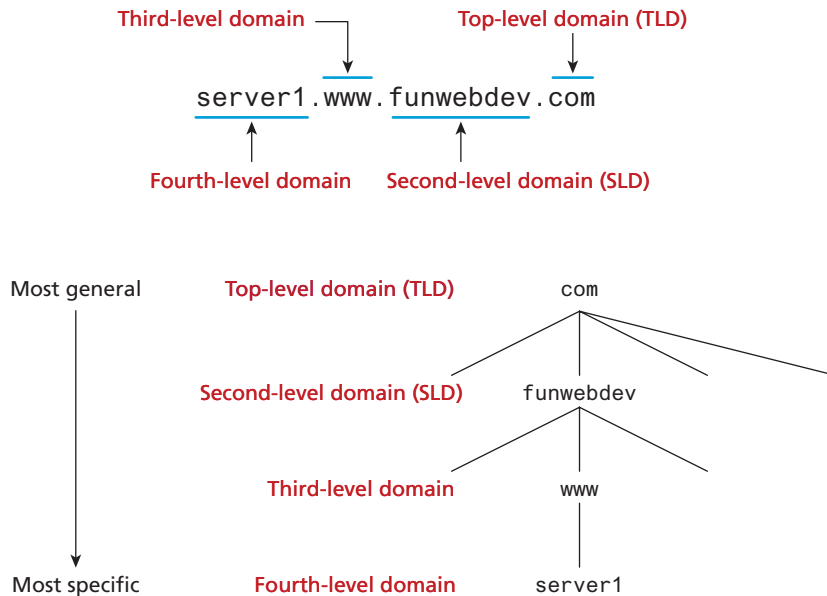 Third-level domain Top-level domain (TLD)
server1.www.funwebdev.com
Fourth-level domain Second-level domain (SLD)
Most general Top-level domain (TLD) com
Second-level domain (SLD) funwebdev
Third-level domain www
Most specific Fourth-level domain server1